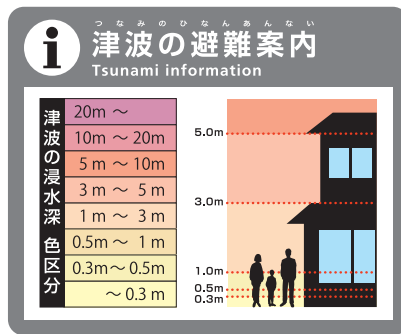 つなみのひなんあんない
i 津波の避難案内
Tsunami information
津波の浸水深 色区分
20m ～
10m ～ 20m
5 m ～ 10m
3 m ～ 5 m
1 m ～ 3 m
0.5m ～ 1 m
0.3m～ 0.5m
～ 0.3 m
5.0m
3.0m
1.0m
0.5m
0.3m